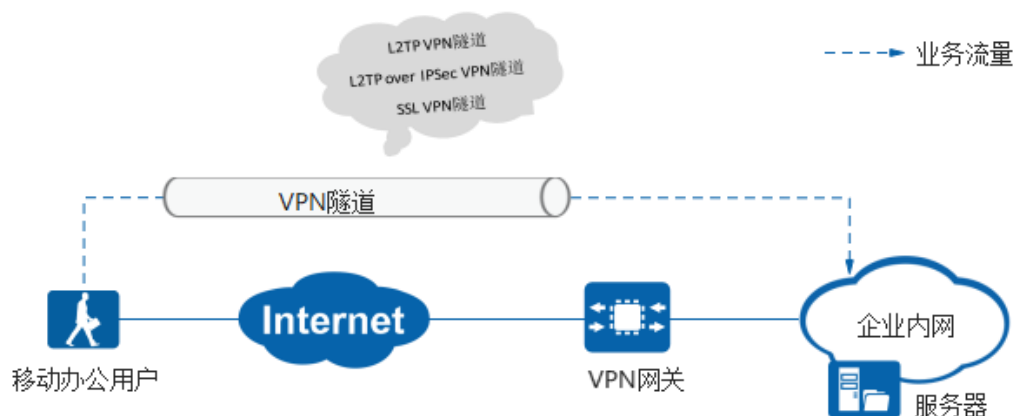 L2TP VPN隧道
L2TP over IPSec VPN隧道
SSL VPN隧道
业务流量
VPN隧道
Internet
企业内网
移动办公用户
VPN网关
服务器